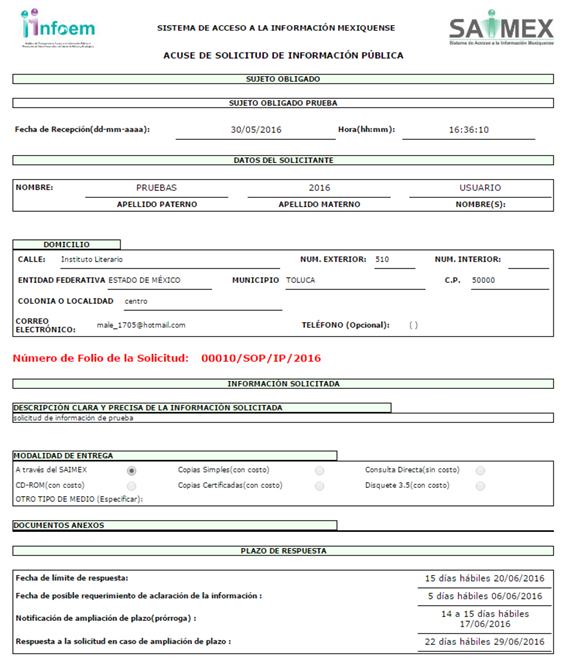 infoem
SISTEMA DE ACCESO A LA INFORMACIÓN MEXIQUENSE
SAIMEX
Sistema de Acceso a la Información Mexiquense
ACUSE DE SOLICITUD DE INFORMACIÓN PÚBLICA
SUJETO OBLIGADO
SUJETO OBLIGADO PRUEBA
Fecha de Recepción(dd-mm-aaaa): 30/05/2016 Hora(hh:mm): 16:36:10
DATOS DEL SOLICITANTE
NOMBRE: PRUEBAS 2016 USUARIO
APELLIDO PATERNO APELLIDO MATERNO NOMBRE(S):
DOMICILIO
CALLE: Instituto Literario NUM. EXTERIOR: 510 NUM. INTERIOR:
ENTIDAD FEDERATIVA ESTADO DE MÉXICO MUNICIPIO TOLUCA C.P. 50000
COLONIA O LOCALIDAD centro
CORREO ELECTRÓNICO: male_1705@hotmail.com TELÉFONO (Opcional): ( )
Número de Folio de la Solicitud: 00010/SOP/IP/2016
INFORMACIÓN SOLICITADA
DESCRIPCIÓN CLARA Y PRECISA DE LA INFORMACIÓN SOLICITADA
solicitud de información de prueba
MODALIDAD DE ENTREGA
A través del SAIMEX Copias Simples(con costo) Consulta Directa(sin costo)
CD-ROM(con costo) Copias Certificadas(con costo) Disquete 3.5(con costo)
OTRO TIPO DE MEDIO (Especificar):
DOCUMENTOS ANEXOS
PLAZO DE RESPUESTA
Fecha de límite de respuesta: 15 días hábiles 20/06/2016
Fecha de posible requerimiento de aclaración de la información : 5 días hábiles 06/06/2016
Notificación de ampliación de plazo(prórroga) : 14 a 15 días hábiles 17/06/2016
Respuesta a la solicitud en caso de ampliación de plazo : 22 días hábiles 29/06/2016